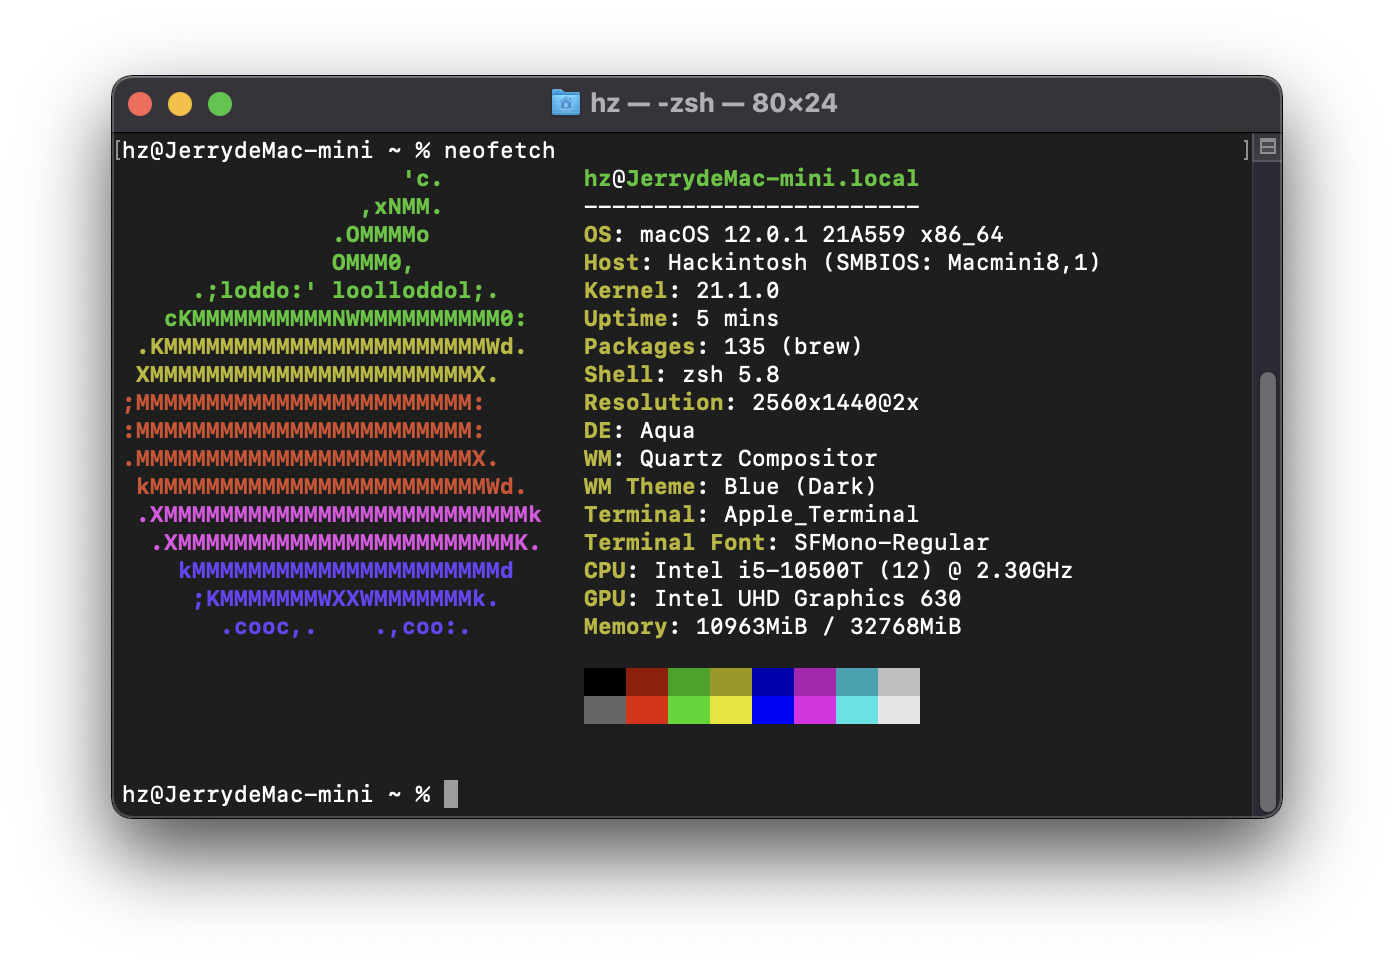 hz — -zsh — 80×24
[hz@JerrydeMac-mini ~ % neofetch ]
                    'c.          hz@JerrydeMac-mini.local
                 ,xNMM.          ------------------------
               .OMMMMo           OS: macOS 12.0.1 21A559 x86_64
               OMMM0,            Host: Hackintosh (SMBIOS: Macmini8,1)
     .;loddo:' loolloddol;.      Kernel: 21.1.0
   cKMMMMMMMMMMNWMMMMMMMMMM0:    Uptime: 5 mins
 .KMMMMMMMMMMMMMMMMMMMMMMMWd.    Packages: 135 (brew)
 XMMMMMMMMMMMMMMMMMMMMMMMX.      Shell: zsh 5.8
;MMMMMMMMMMMMMMMMMMMMMMMM:       Resolution: 2560x1440@2x
:MMMMMMMMMMMMMMMMMMMMMMMM:       DE: Aqua
.MMMMMMMMMMMMMMMMMMMMMMMMX.      WM: Quartz Compositor
 kMMMMMMMMMMMMMMMMMMMMMMMMWd.    WM Theme: Blue (Dark)
 .XMMMMMMMMMMMMMMMMMMMMMMMMMMk   Terminal: Apple_Terminal
  .XMMMMMMMMMMMMMMMMMMMMMMMMK.   Terminal Font: SFMono-Regular
    kMMMMMMMMMMMMMMMMMMMMMMd     CPU: Intel i5-10500T (12) @ 2.30GHz
     ;KMMMMMMMWXXWMMMMMMMk.      GPU: Intel UHD Graphics 630
       .cooc,.    .,coo:.        Memory: 10963MiB / 32768MiB
hz@JerrydeMac-mini ~ %